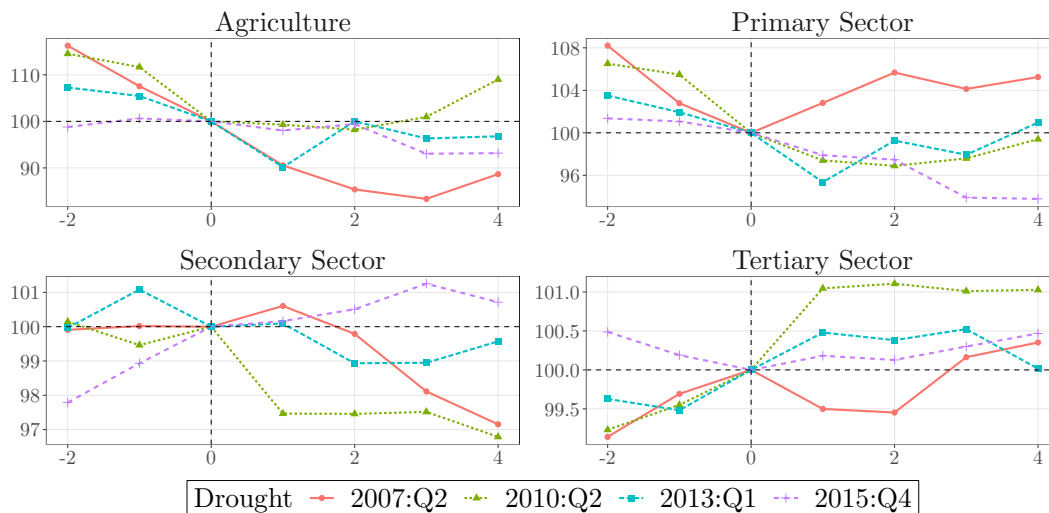 Agriculture
Primary Sector
110
100
90
-2 0 2 4
108
104
100
96
-2 0 2 4
Secondary Sector
Tertiary Sector
101
100
99
98
97
-2 0 2 4
101.0
100.5
100.0
99.5
-2 0 2 4
Drought 2007:Q2 2010:Q2 2013:Q1 2015:Q4